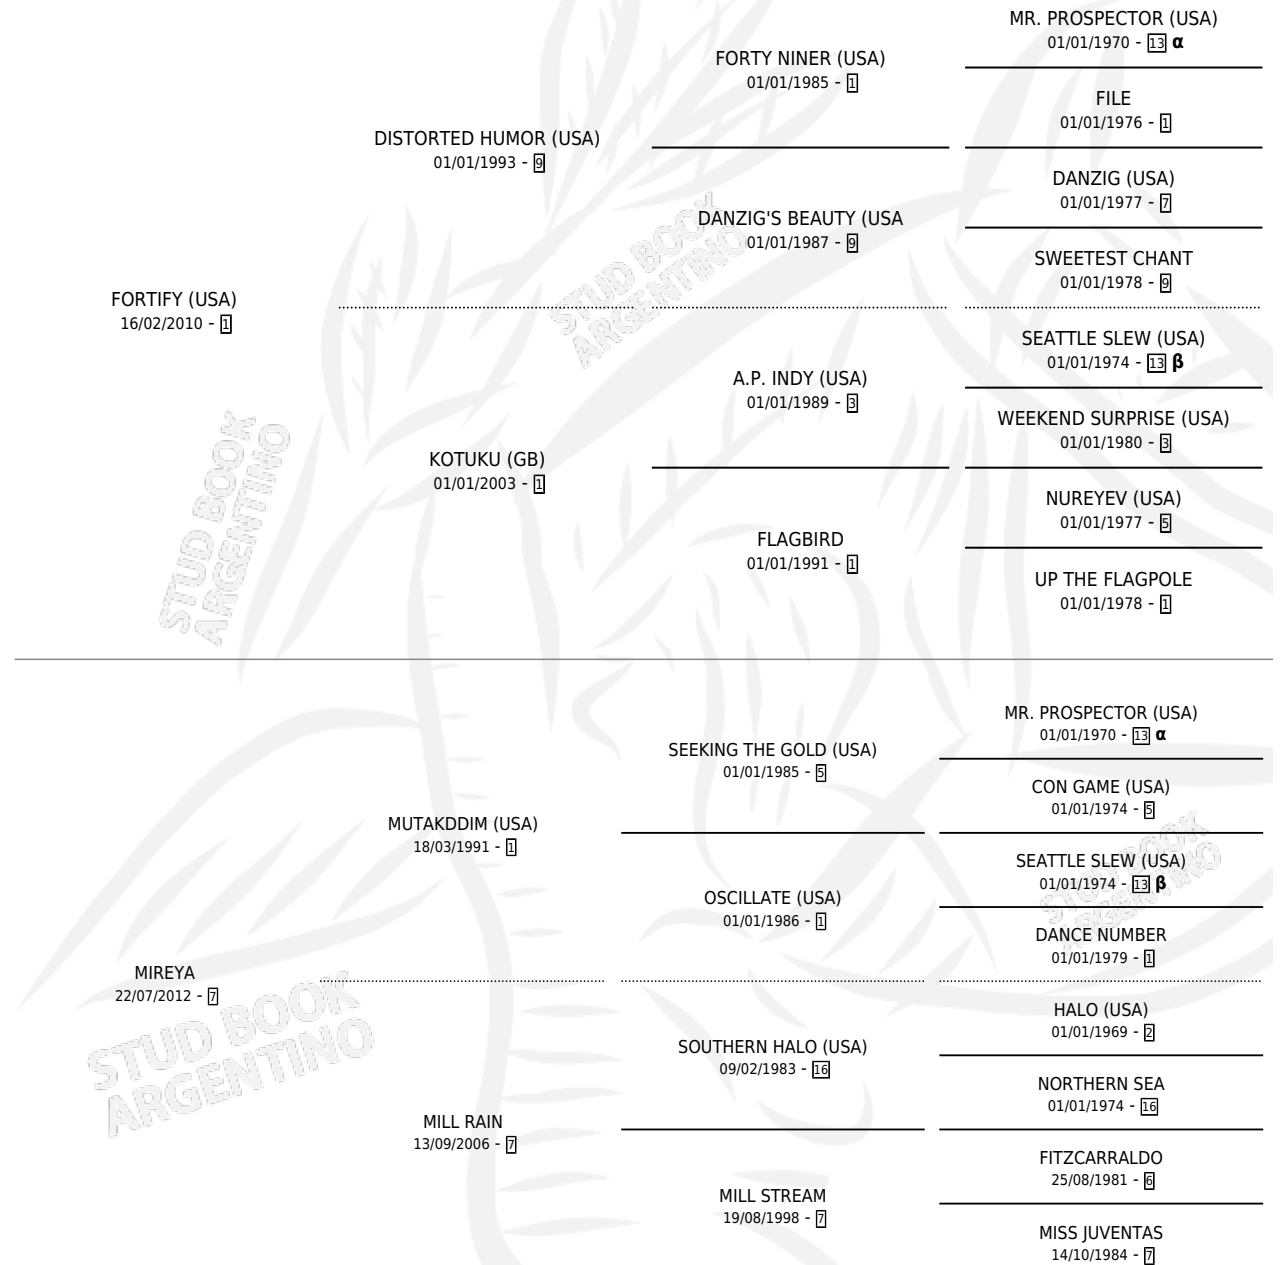 MR. PROSPECTOR (USA)
01/01/1970 - 13 α
FORTY NINER (USA)
01/01/1985 - 1
FILE
01/01/1976 - 1
DISTORTED HUMOR (USA)
01/01/1993 - 9
DANZIG (USA)
01/01/1977 - 7
DANZIG'S BEAUTY (USA
01/01/1987 - 9
SWEETEST CHANT
01/01/1978 - 9
FORTIFY (USA)
16/02/2010 - 1
SEATTLE SLEW (USA)
01/01/1974 - 13 β
A.P. INDY (USA)
01/01/1989 - 3
WEEKEND SURPRISE (USA)
01/01/1980 - 3
KOTUKU (GB)
01/01/2003 - 1
NUREYEV (USA)
01/01/1977 - 5
FLAGBIRD
01/01/1991 - 1
UP THE FLAGPOLE
01/01/1978 - 1
MR. PROSPECTOR (USA)
01/01/1970 - 13 α
SEEKING THE GOLD (USA)
01/01/1985 - 5
CON GAME (USA)
01/01/1974 - 5
MUTAKDDIM (USA)
18/03/1991 - 1
SEATTLE SLEW (USA)
01/01/1974 - 13 β
OSCILLATE (USA)
01/01/1986 - 1
DANCE NUMBER
01/01/1979 - 1
MIREYA
22/07/2012 - 7
HALO (USA)
01/01/1969 - 2
SOUTHERN HALO (USA)
09/02/1983 - 16
NORTHERN SEA
01/01/1974 - 16
MILL RAIN
13/09/2006 - 7
FITZCARRALDO
25/08/1981 - 6
MILL STREAM
19/08/1998 - 7
MISS JUVENTAS
14/10/1984 - 7
STUD BOOK
ARGENTINO
STUD BOOK
ARGENTINO
STUD BOOK
ARGENTINO
STUD BOOK
ARGENTINO